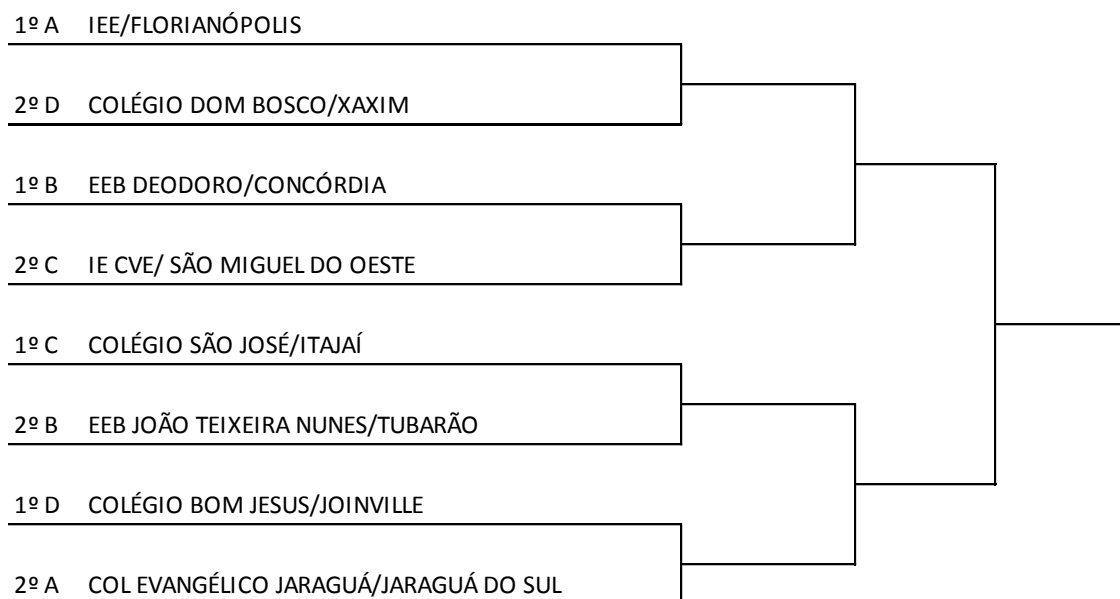 1º A IEE/FLORIANÓPOLIS
2º D COLÉGIO DOM BOSCO/XAXIM
1º B EEB DEODORO/CONCÓRDIA
2º C IE CVE/ SÃO MIGUEL DO OESTE
1º C COLÉGIO SÃO JOSÉ/ITAJAÍ
2º B EEB JOÃO TEIXEIRA NUNES/TUBARÃO
1º D COLÉGIO BOM JESUS/JOINVILLE
2º A COL EVANGÉLICO JARAGUÁ/JARAGUÁ DO SUL